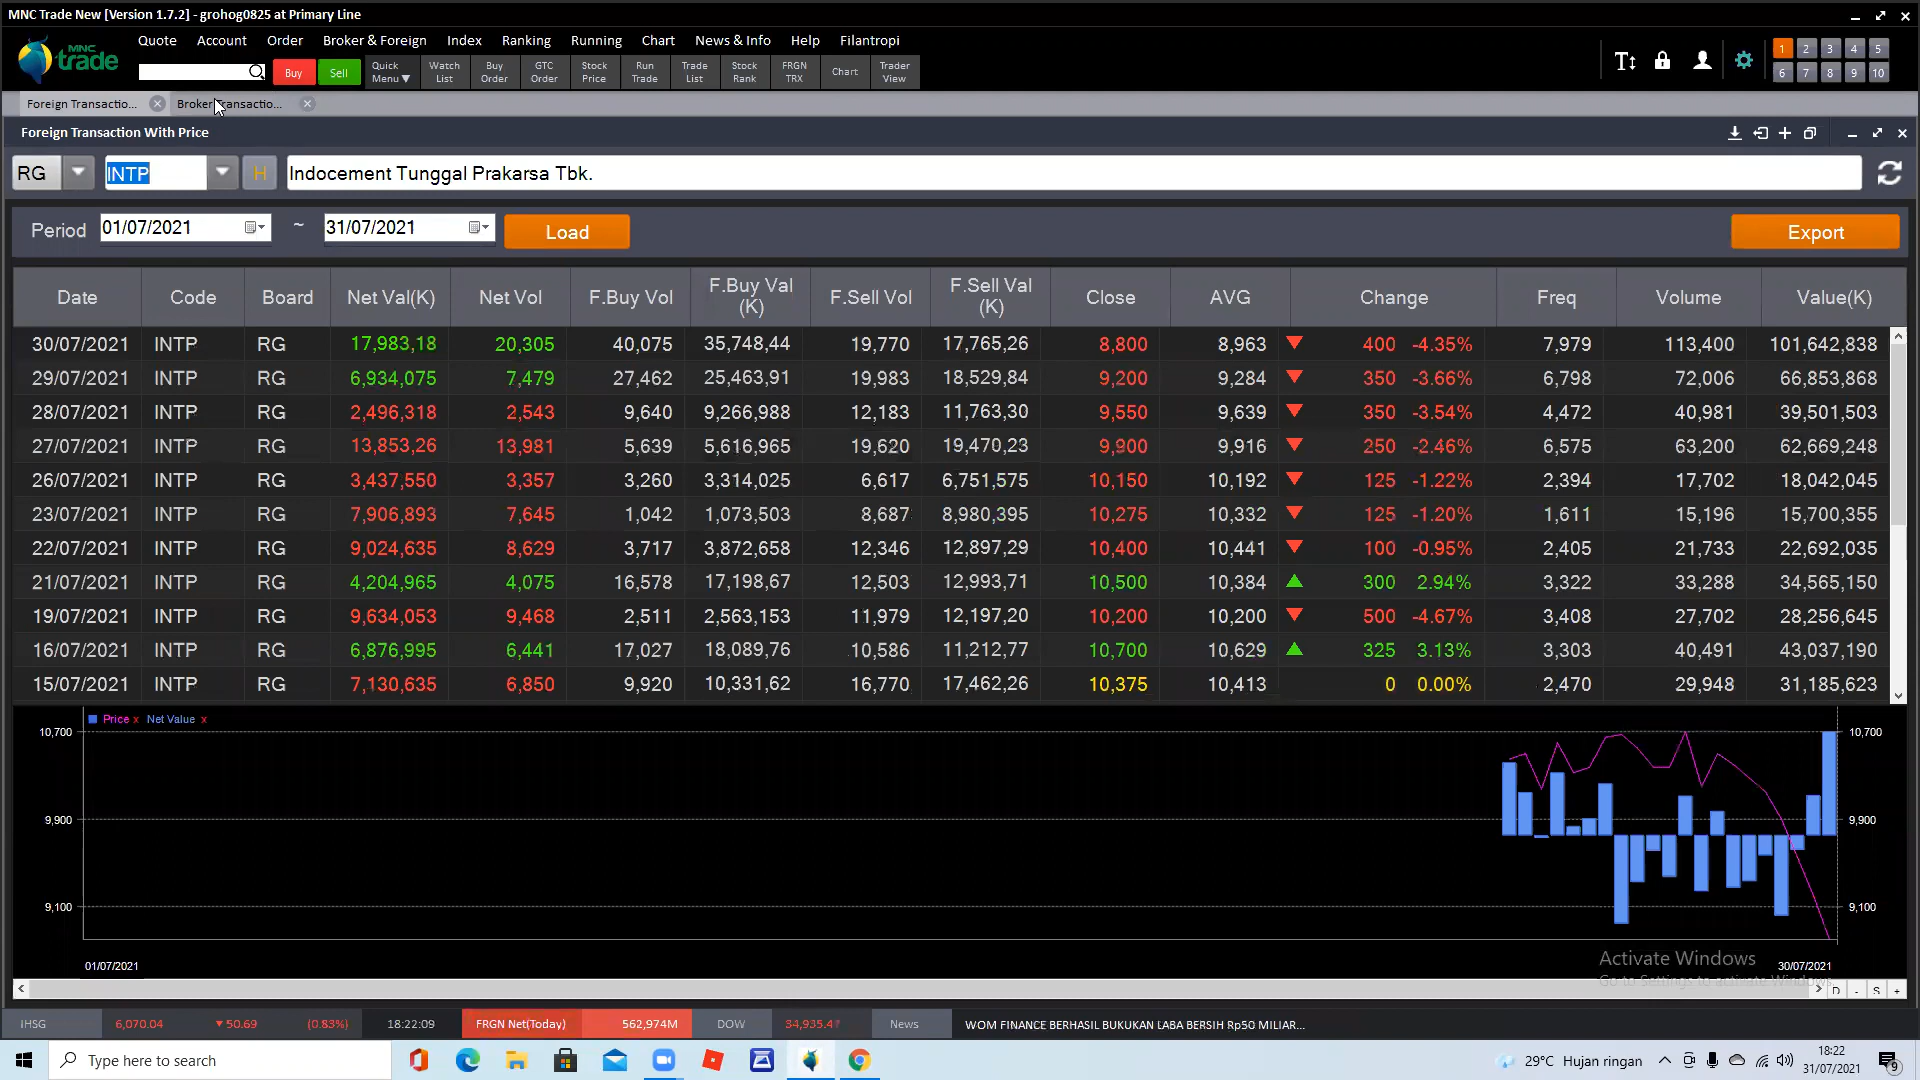 MNC Trade New [Version 1.7.2] - grohog0825 at Primary Line
MNC trade
Quote Account Order Broker & Foreign Index Ranking Running Chart News & Info Help Filantropi
Buy Sell Quick Menu▼ Watch List Buy Order GTC Order Stock Price Run Trade Trade List Stock Rank FRGN TRX Chart Trader View
1 2 3 4 5
6 7 8 9 10
Foreign Transactio... Broker Transactio...
Foreign Transaction With Price
RG INTP H Indocement Tunggal Prakarsa Tbk.
Period 01/07/2021 ~ 31/07/2021 Load Export
Date Code Board Net Val(K) Net Vol F.Buy Vol F.Buy Val (K) F.Sell Vol F.Sell Val (K) Close AVG Change Freq Volume Value(K)
30/07/2021 INTP RG 17,983,18 20,305 40,075 35,748,44 19,770 17,765,26 8,800 8,963 400 -4.35% 7,979 113,400 101,642,838
29/07/2021 INTP RG 6,934,075 7,479 27,462 25,463,91 19,983 18,529,84 9,200 9,284 350 -3.66% 6,798 72,006 66,853,868
28/07/2021 INTP RG 2,496,318 2,543 9,640 9,266,988 12,183 11,763,30 9,550 9,639 350 -3.54% 4,472 40,981 39,501,503
27/07/2021 INTP RG 13,853,26 13,981 5,639 5,616,965 19,620 19,470,23 9,900 9,916 250 -2.46% 6,575 63,200 62,669,248
26/07/2021 INTP RG 3,437,550 3,357 3,260 3,314,025 6,617 6,751,575 10,150 10,192 125 -1.22% 2,394 17,702 18,042,045
23/07/2021 INTP RG 7,906,893 7,645 1,042 1,073,503 8,687 8,980,395 10,275 10,332 125 -1.20% 1,611 15,196 15,700,355
22/07/2021 INTP RG 9,024,635 8,629 3,717 3,872,658 12,346 12,897,29 10,400 10,441 100 -0.95% 2,405 21,733 22,692,035
21/07/2021 INTP RG 4,204,965 4,075 16,578 17,198,67 12,503 12,993,71 10,500 10,384 300 2.94% 3,322 33,288 34,565,150
19/07/2021 INTP RG 9,634,053 9,468 2,511 2,563,153 11,979 12,197,20 10,200 10,200 500 -4.67% 3,408 27,702 28,256,645
16/07/2021 INTP RG 6,876,995 6,441 17,027 18,089,76 10,586 11,212,77 10,700 10,629 325 3.13% 3,303 40,491 43,037,190
15/07/2021 INTP RG 7,130,635 6,850 9,920 10,331,62 16,770 17,462,26 10,375 10,413 0 0.00% 2,470 29,948 31,185,623
Price x Net Value x
10,700 10,700
9,900 9,900
9,100 9,100
Activate Windows
01/07/2021 30/07/2021
Go to Settings to activate Windows.
D - S +
IHSG 6,070.04 ▼50.69 (0.83%) 18:22:09 FRGN Net(Today) 562,974M DOW 34,935.47 News WOM FINANCE BERHASIL BUKUKAN LABA BERSIH Rp50 MILIAR...
Type here to search 29°C Hujan ringan 18:22
31/07/2021 9